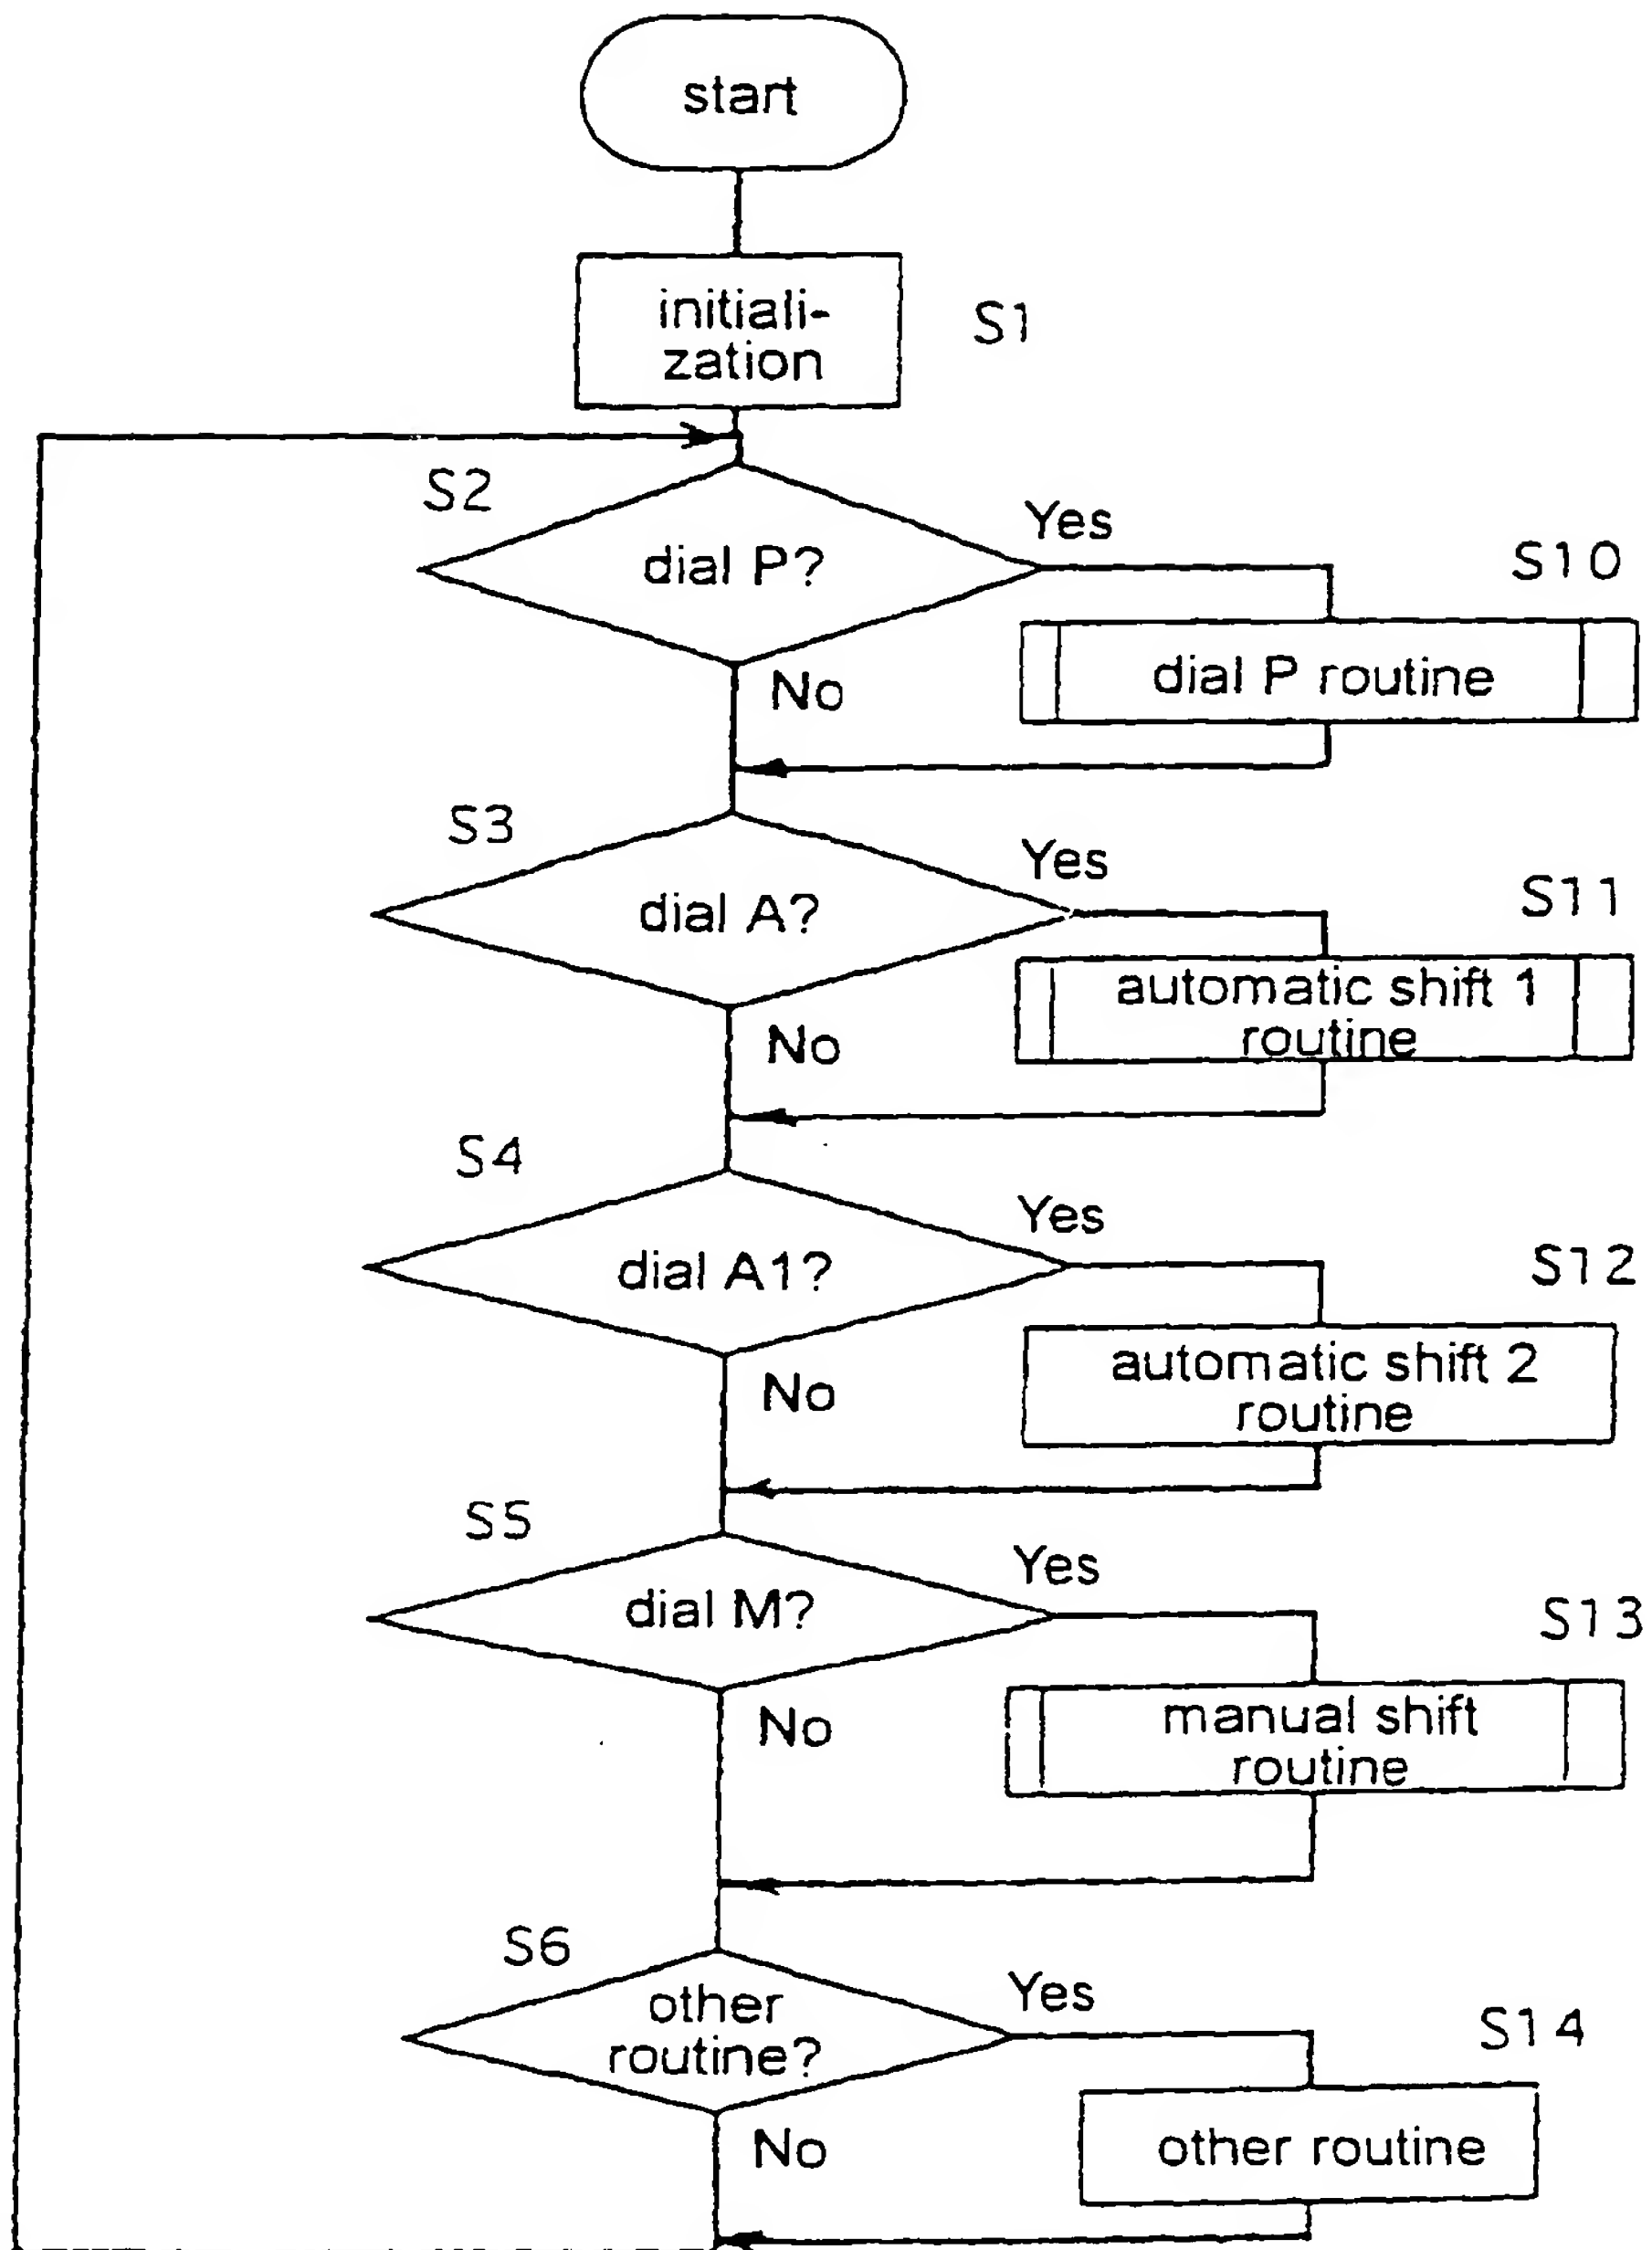 start
initiali-
zation
S1
S2
dial P?
Yes
No
S10
dial P routine
S3
dial A?
Yes
No
S11
automatic shift 1
routine
S4
dial A1?
Yes
No
S12
automatic shift 2
routine
S5
dial M?
Yes
No
S13
manual shift
routine
S6
other
routine?
Yes
No
S14
other routine